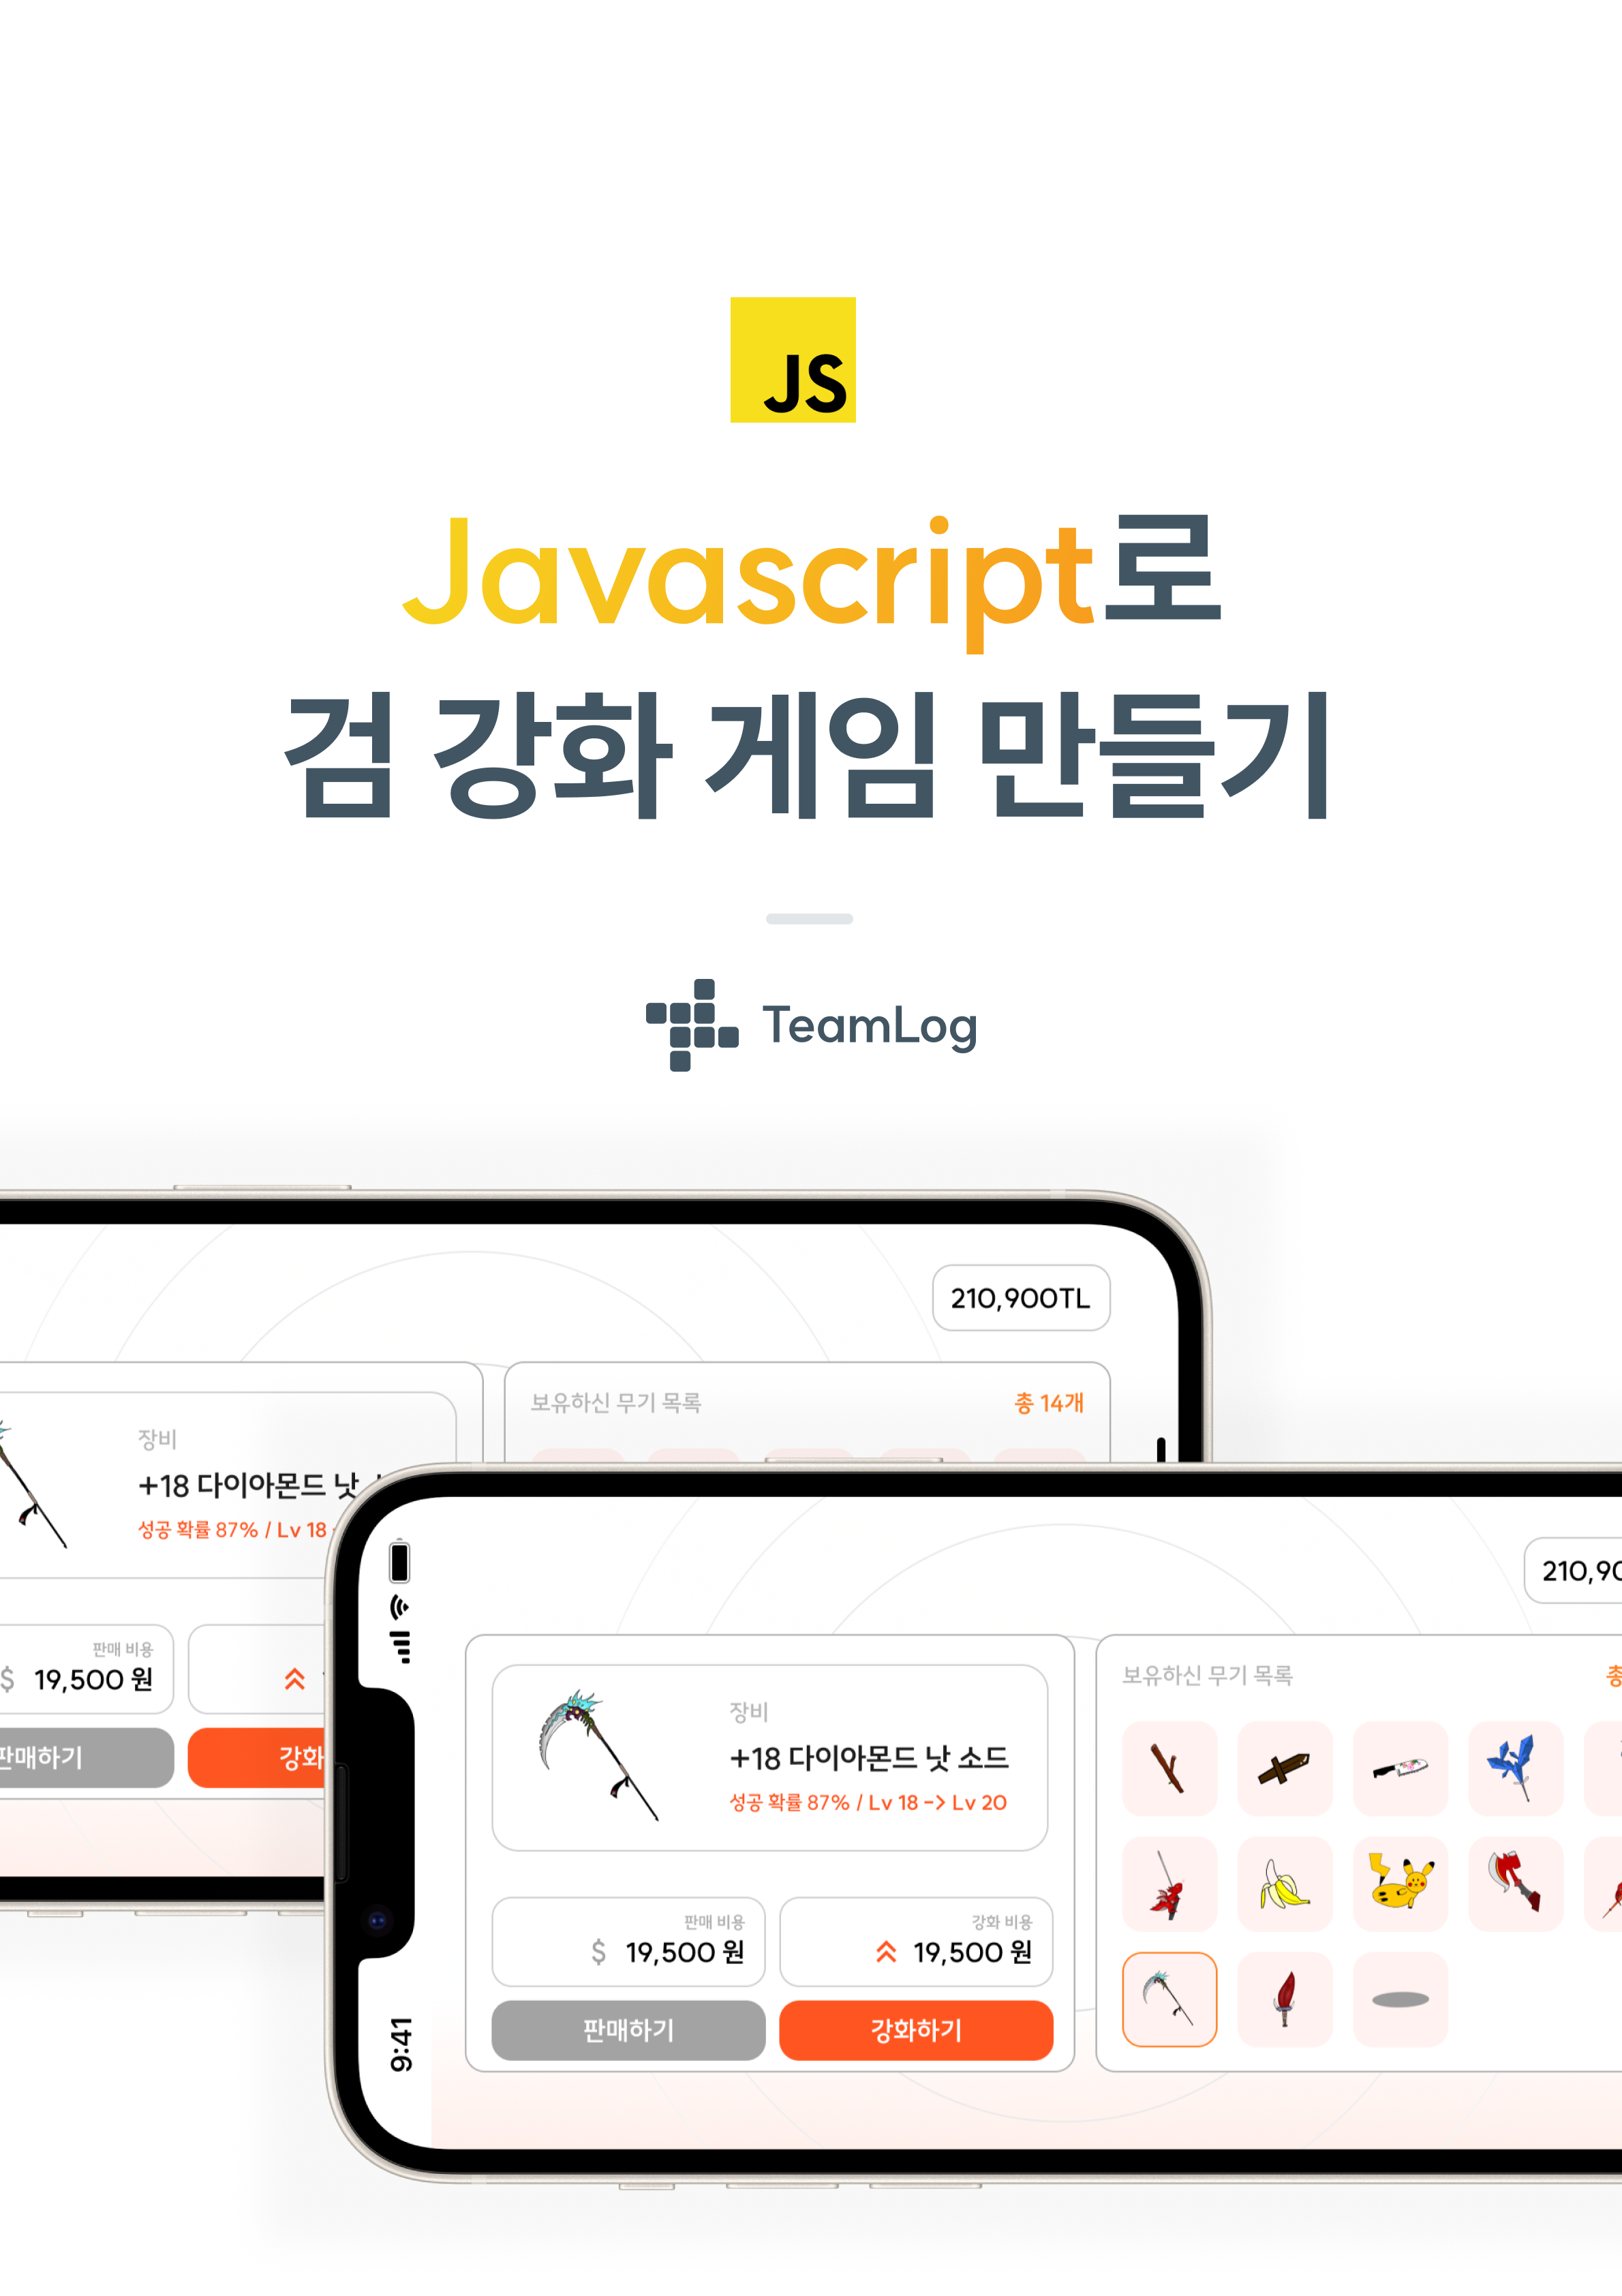 JS
Javascript로
검 강화 게임 만들기
TeamLog
210,900TL
보유하신 무기 목록
총 14개
장비
+18 다이아몬드 낫
성공 확률 87% / Lv 18
판매 비용
$ 19,500 원
판매하기
강화
9:41
210,90
장비
+18 다이아몬드 낫 소드
성공 확률 87% / Lv 18 -> Lv 20
판매 비용
$ 19,500 원
강화 비용
19,500 원
판매하기
강화하기
보유하신 무기 목록
총